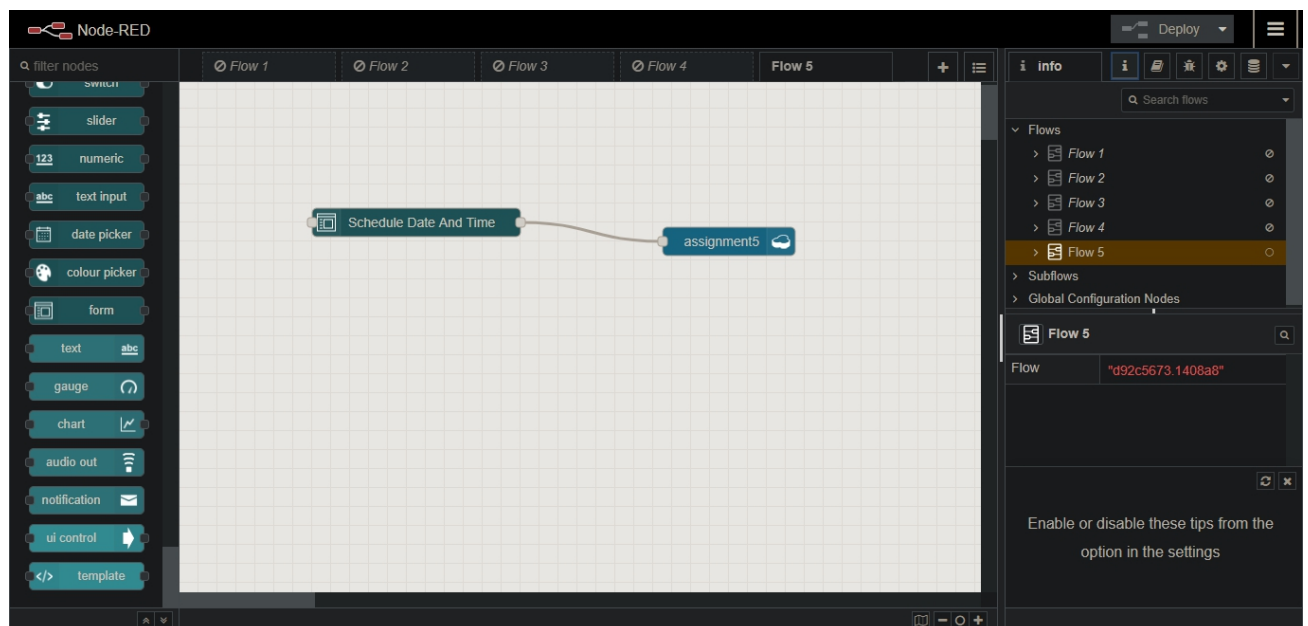 Node-RED
Deploy
filter nodes
Flow 1
Flow 2
Flow 3
Flow 4
Flow 5
i info
i
Search flows
switch
slider
123 numeric
abc text input
date picker
colour picker
form
text abc
gauge
chart
audio out
notification
ui control
</> template
Schedule Date And Time
assignment5
Flows
Flow 1
Flow 2
Flow 3
Flow 4
Flow 5
Subflows
Global Configuration Nodes
Flow 5
Flow "d92c5673.1408a8"
Enable or disable these tips from the
option in the settings